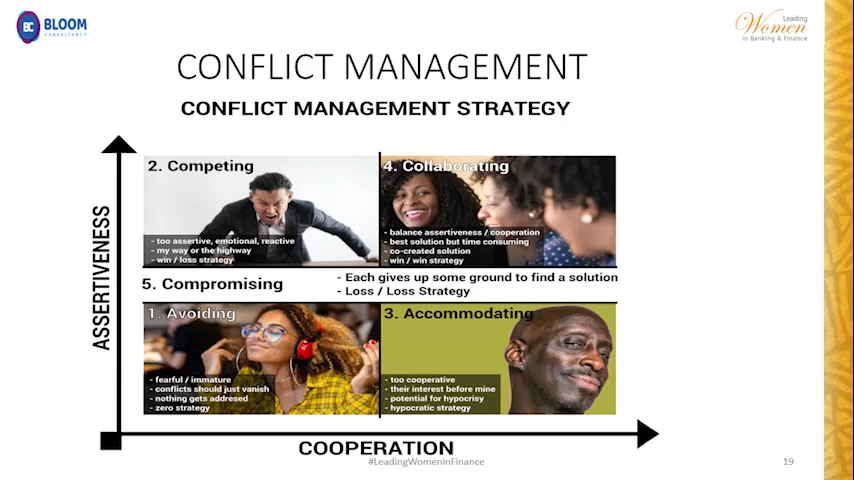 BC BLOOM
CONSULTANCY
Leading
Women
in Banking & Finance
CONFLICT MANAGEMENT
CONFLICT MANAGEMENT STRATEGY
ASSERTIVENESS
2. Competing
- too assertive, emotional, reactive
- my way or the highway
- win / loss strategy
4. Collaborating
- balance assertiveness / cooperation
- best solution but time consuming
- co-created solution
- win / win strategy
5. Compromising
- Each gives up some ground to find a solution
- Loss / Loss Strategy
1. Avoiding
- fearful / immature
- conflicts should just vanish
- nothing gets addresed
- zero strategy
3. Accommodating
- too cooperative
- their interest before mine
- potential for hypocrisy
- hypocratic strategy
COOPERATION
#LeadingWomeninFinance
19